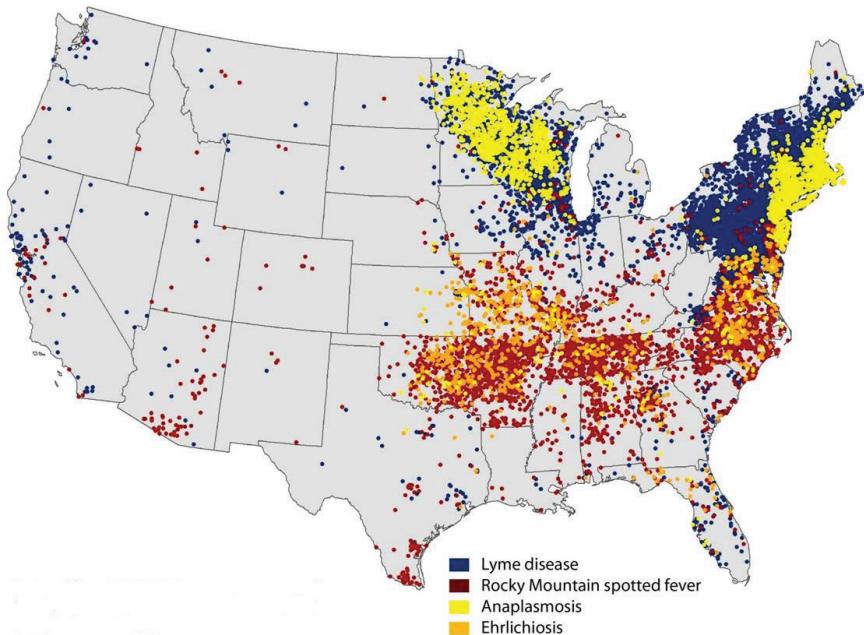 Lyme disease
Rocky Mountain spotted fever
Anaplasmosis
Ehrlichiosis